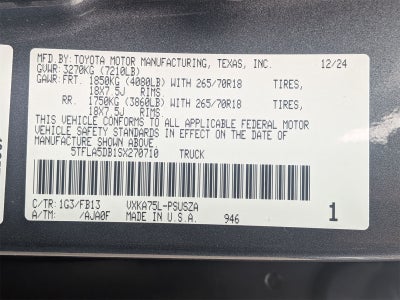 MFD.BY: TOYOTA MOTOR MANUFACTURING, TEXAS, INC. 12/24
GVWR: 3270KG (7210LB)
GAWR: FRT. 1850KG (4080LB) WITH 265/70R18 TIRES,
18X7.5J RIMS.
RR. 1750KG (3860LB) WITH 265/70R18 TIRES,
18X7.5J RIMS.
THIS VEHICLE CONFORMS TO ALL APPLICABLE FEDERAL MOTOR
VEHICLE SAFETY STANDARDS IN EFFECT ON THE DATE OF
MANUFACTURE SHOWN ABOVE.
5TFLA5DB1SX270710 TRUCK
C/TR: 1G3/FB13 VXKA75L-PSUSZA
A/TM: /AJA0F MADE IN U.S.A. 946 1